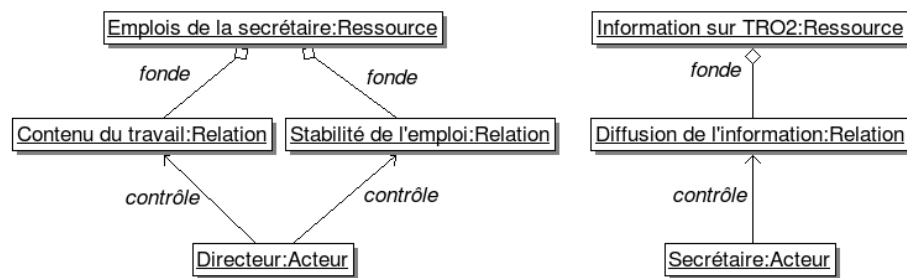 Emplois de la secrétaire:Ressource
Information sur TRO2:Ressource
fonde
fonde
fonde
Contenu du travail:Relation
Stabilité de l'emploi:Relation
Diffusion de l'information:Relation
contrôle
contrôle
contrôle
Directeur:Acteur
Secrétaire:Acteur